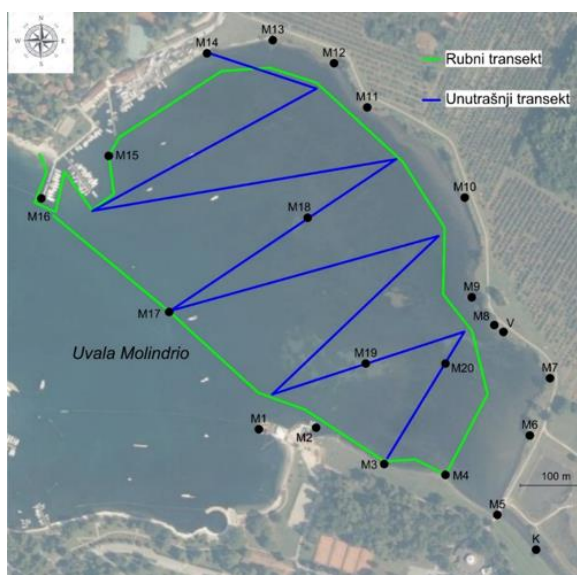 N
W E
S
M13
M14
M12
Rubni transekt
Unutrašnji transekt
M11
M15
M10
M16
M18
M9
M17
M8
V
Uvala Molindrio
M19
M20
M7
M1
M2
M6
M3
M4
100 m
M5
K